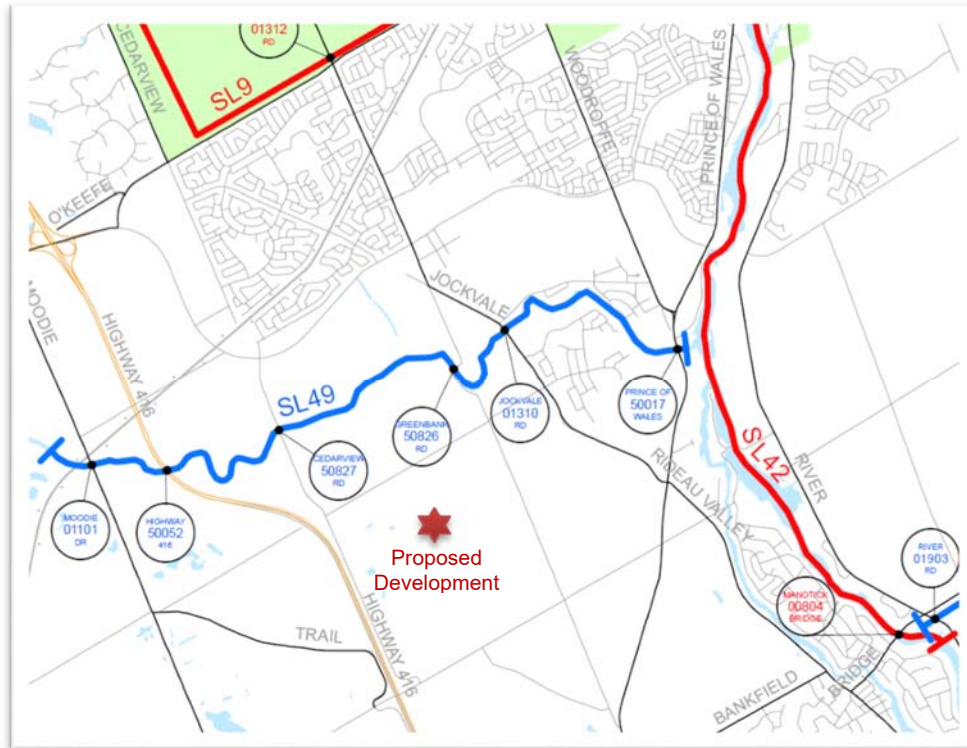 CEDARVIEW
01312
RD
SL9
WOODROFFE
PRINCE OF WALES
O'KEEFE
MOODIE
HIGHWAY 416
JOCKVALE
SL49
GREENBANK
50826
RD
JOCKVALE
01310
RD
PRINCE OF
50017
WALES
CEDARVIEW
50827
RD
MOODIE
01101
DR
HIGHWAY
50052
416
RIDEAU VALLEY
SL42
RIVER
Proposed
Development
RIVER
01903
RD
MANOTICK
00804
BRIDGE
TRAIL
HIGHWAY 416
BRIDGE
BANKFIELD